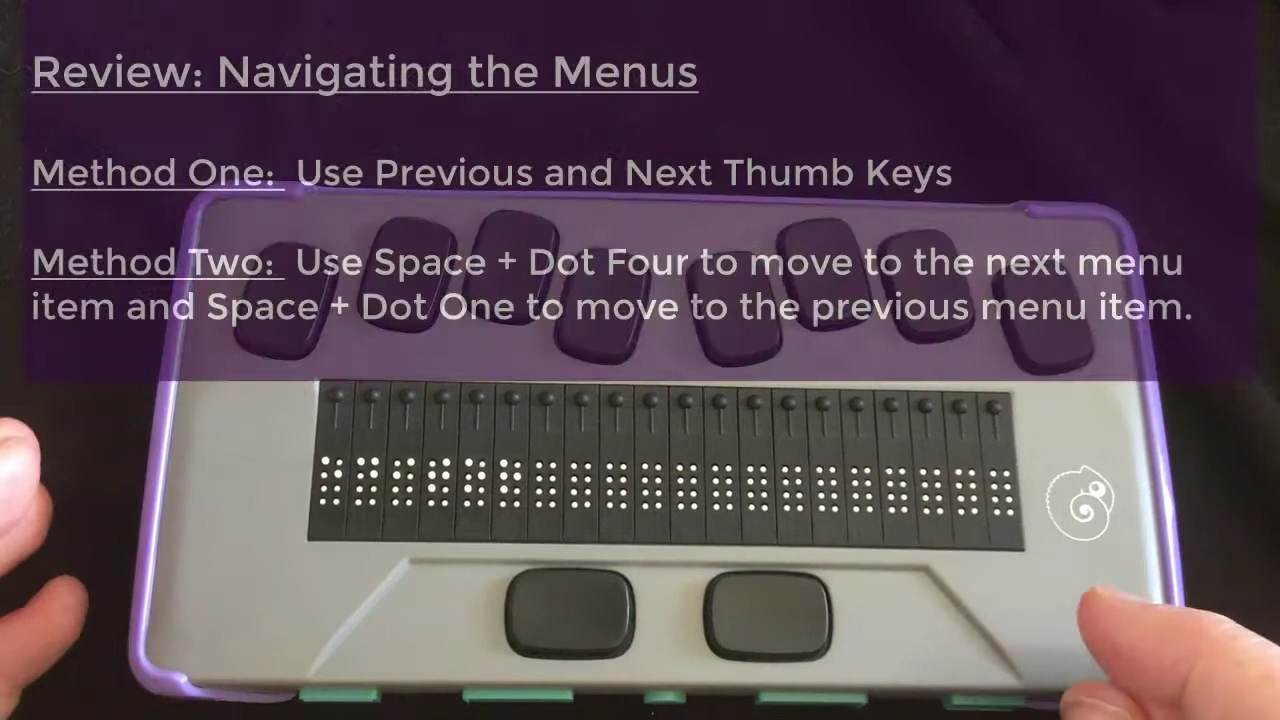 Review: Navigating the Menus
Method One: Use Previous and Next Thumb Keys
Method Two: Use Space + Dot Four to move to the next menu
item and Space + Dot One to move to the previous menu item.